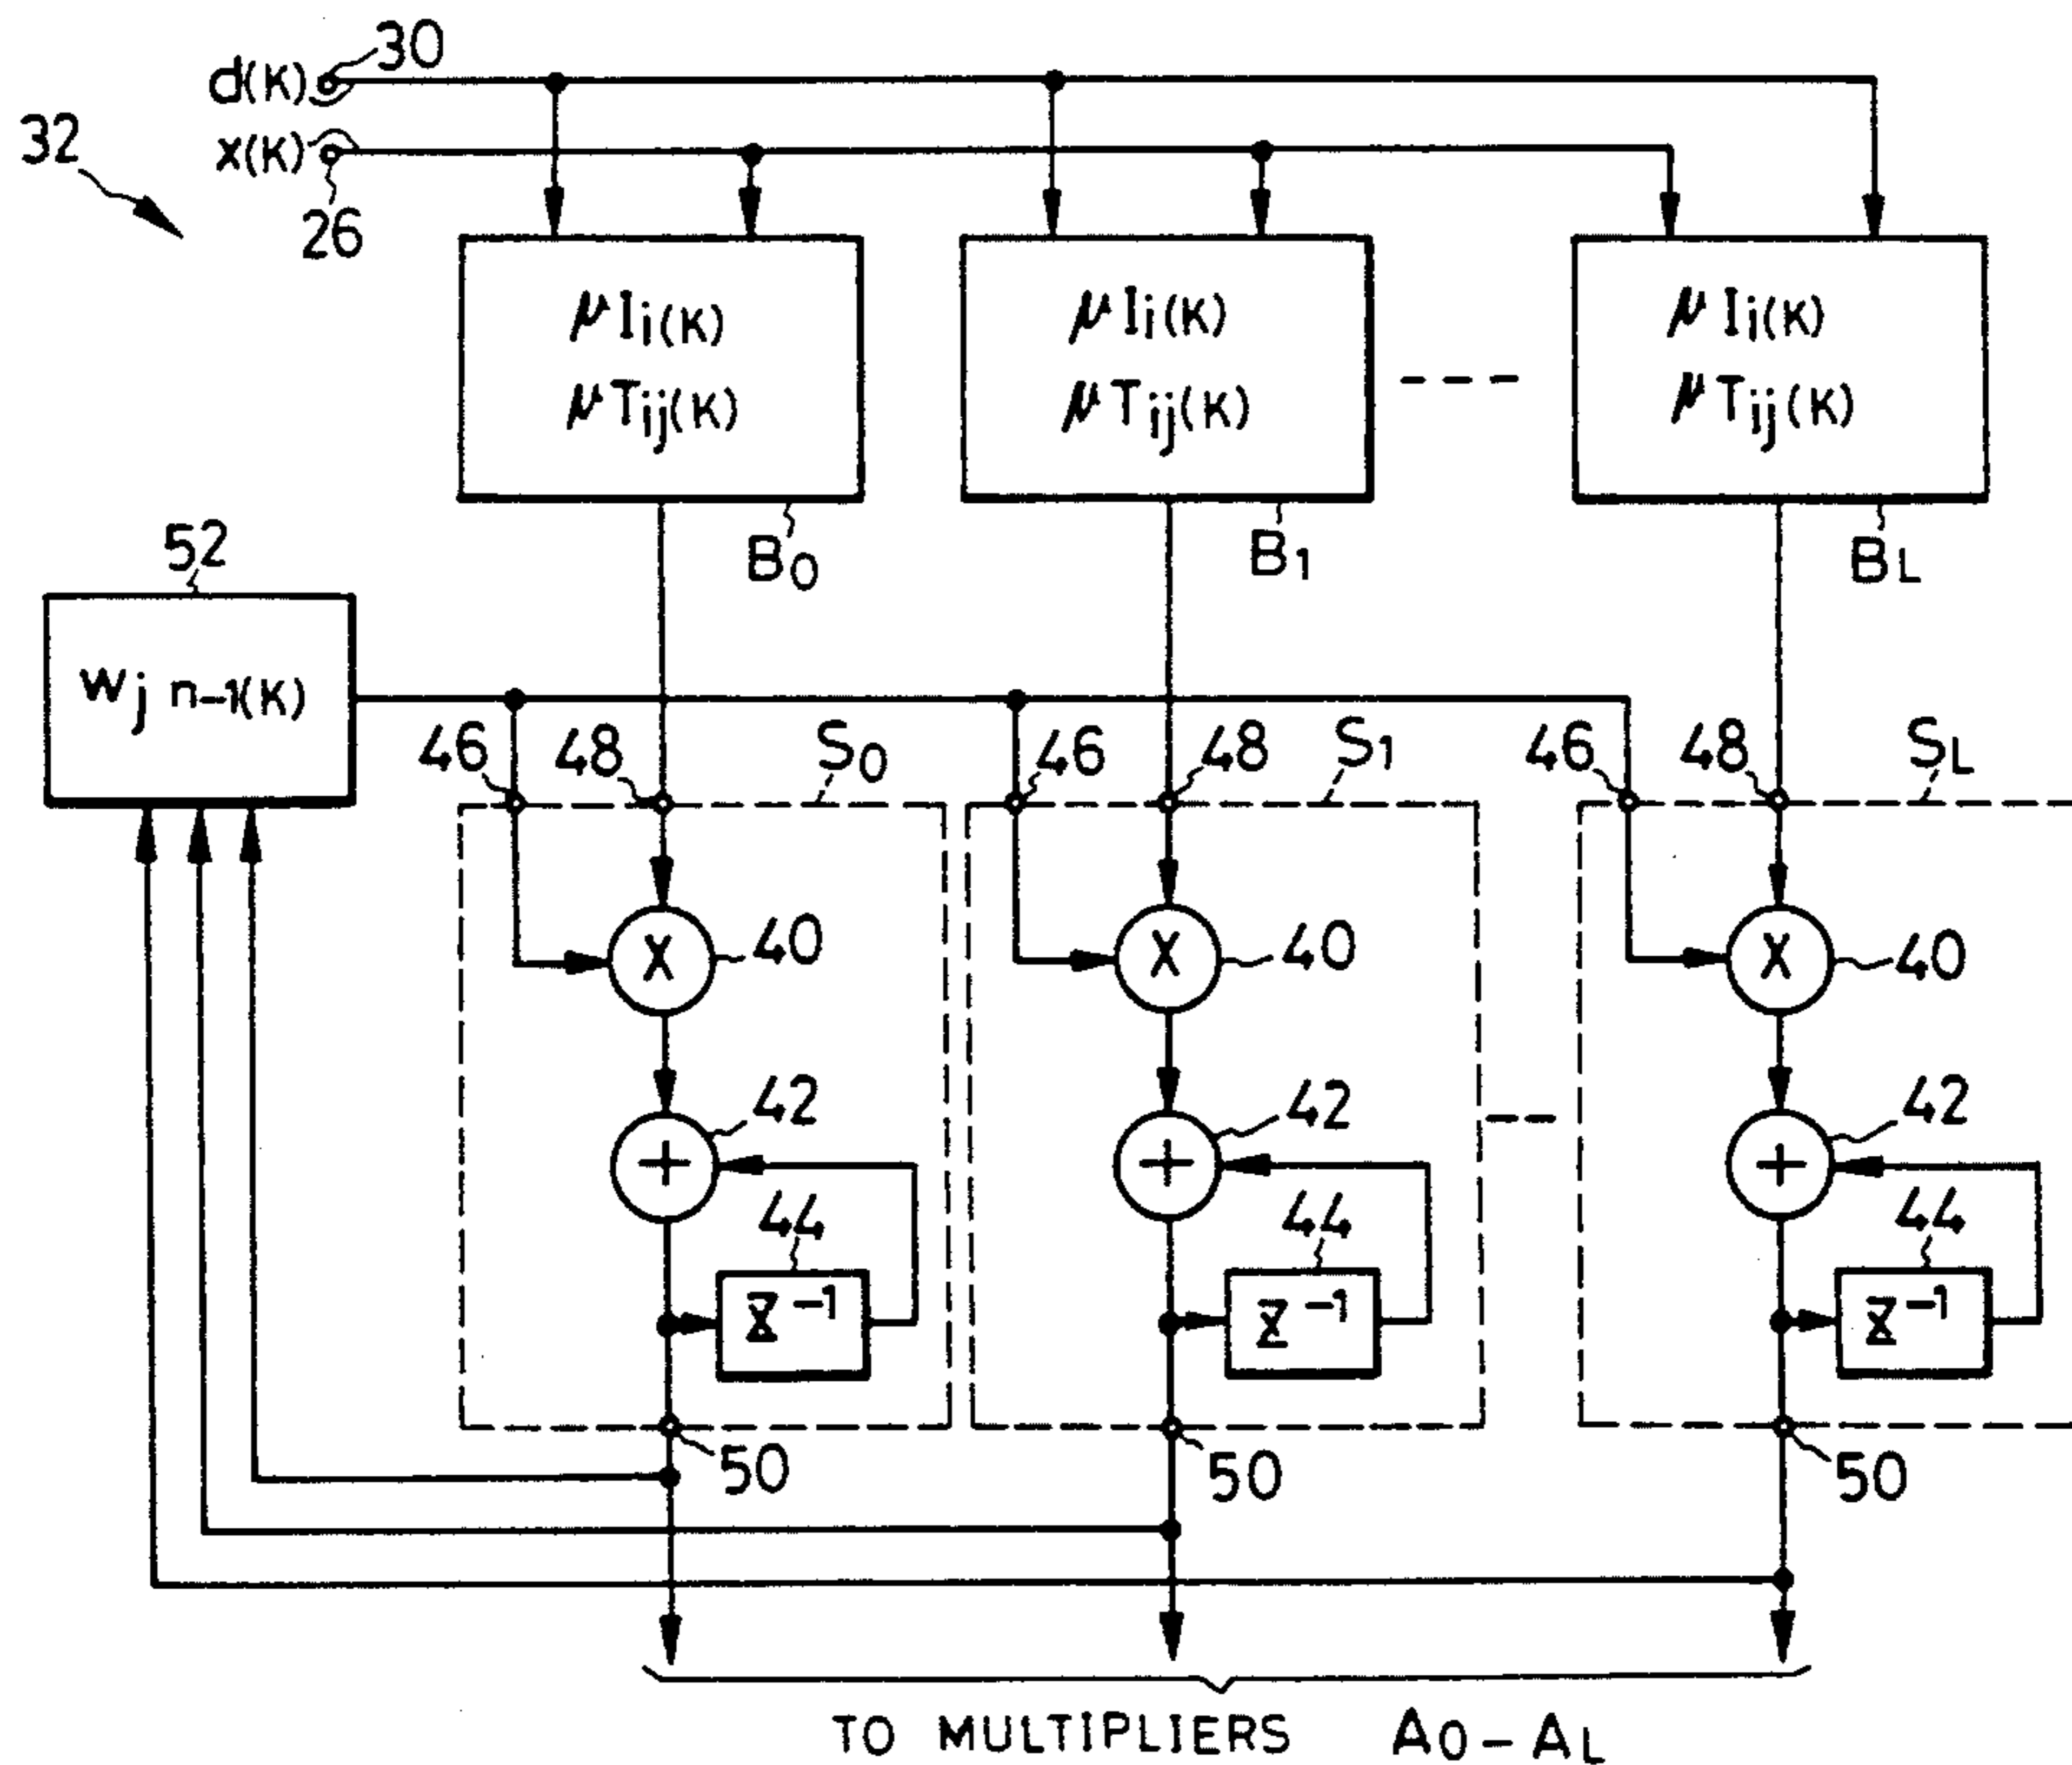 30
d(K)
32
x(K)
26
μIi(K)
μTij(K)
μIi(K)
μTij(K)
μIi(K)
μTij(K)
B0
B1
BL
52
wj n-1(K)
46
48
S0
46
48
S1
46
48
SL
X
40
X
40
X
40
+
42
+
42
+
42
44
44
44
Z⁻¹
Z⁻¹
Z⁻¹
50
50
50
TO MULTIPLIERS A0-AL